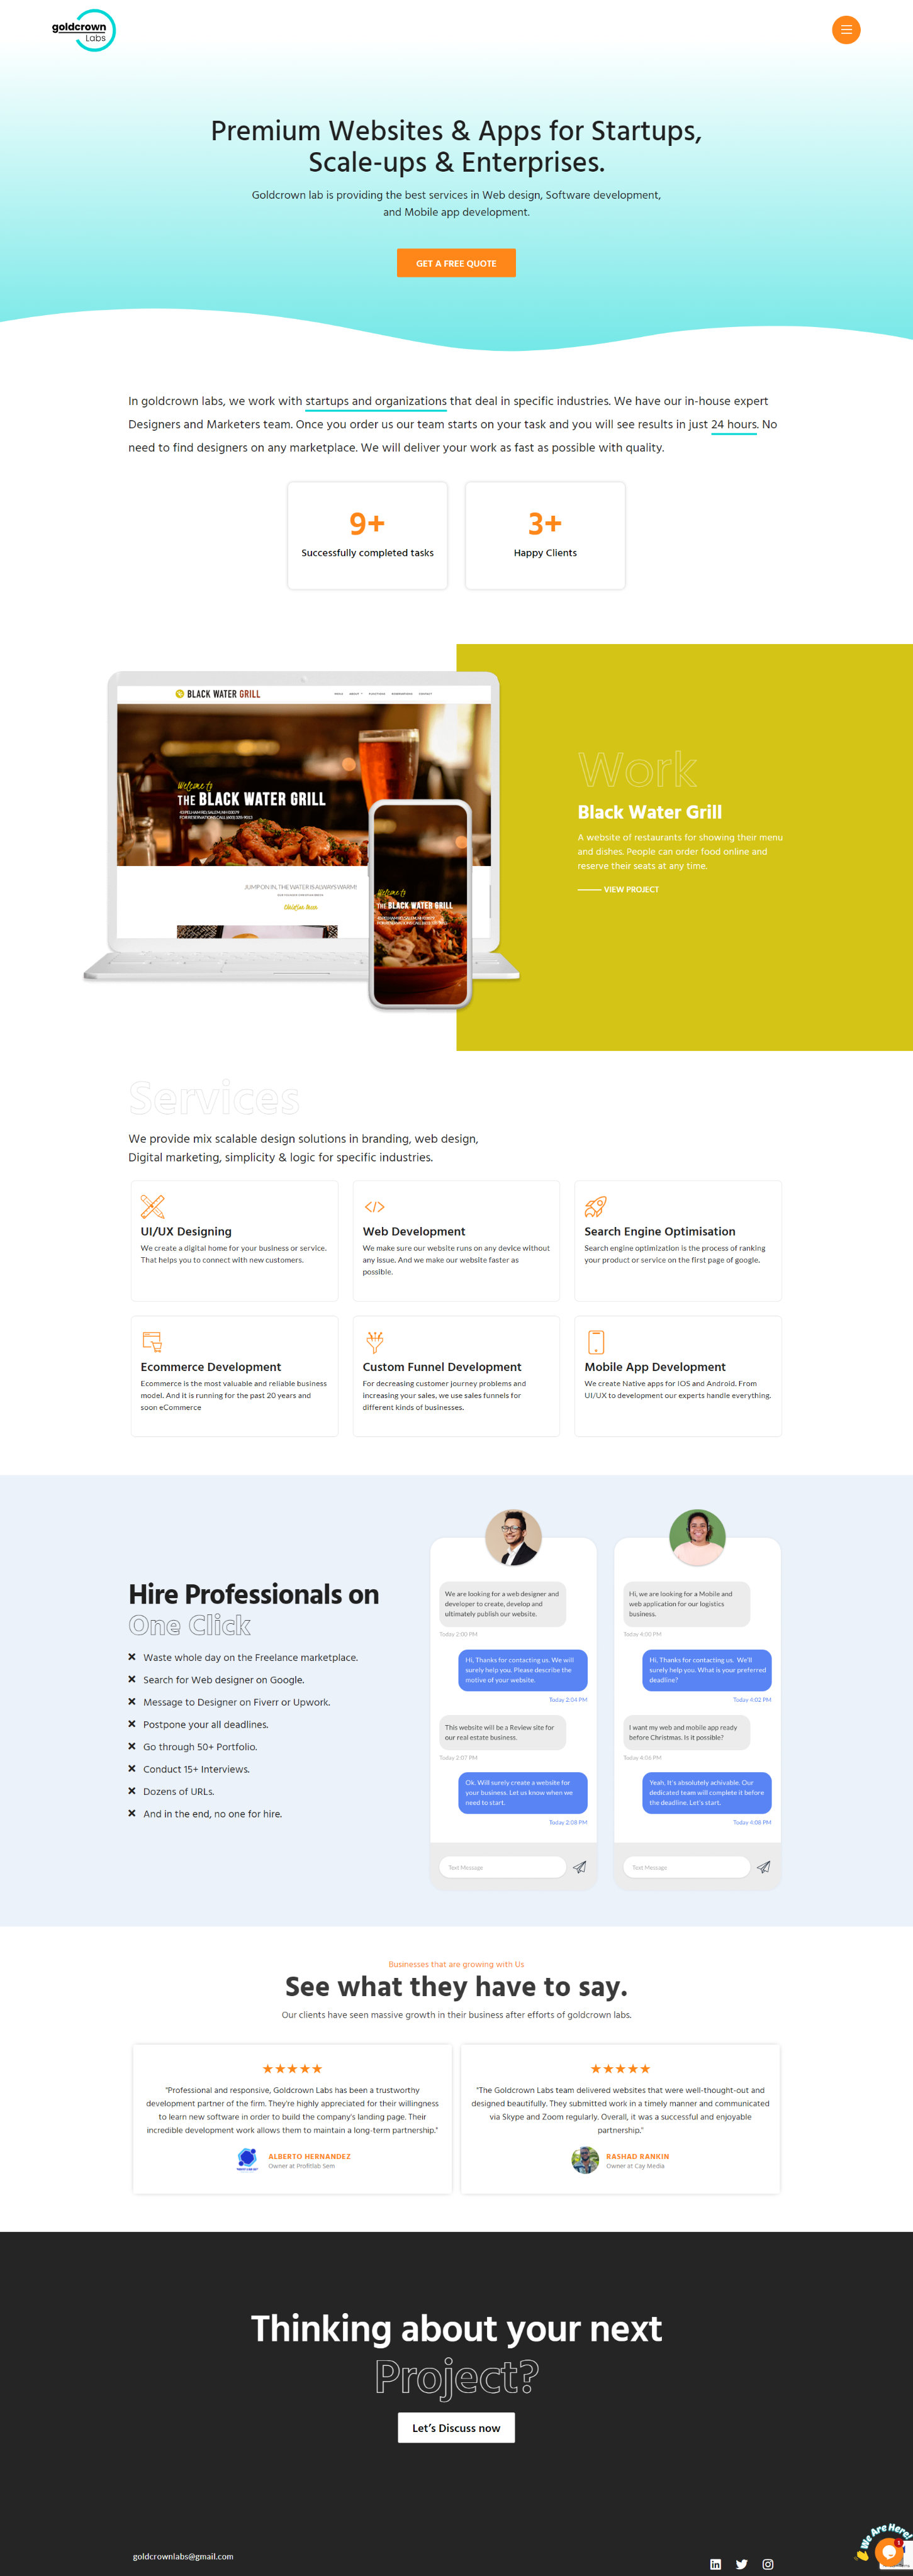 goldcrown
Labs
Premium Websites & Apps for Startups,
Scale-ups & Enterprises.
Goldcrown lab is providing the best services in Web design, Software development,
and Mobile app development.
GET A FREE QUOTE
In goldcrown labs, we work with startups and organizations that deal in specific industries. We have our in-house expert
Designers and Marketers team. Once you order us our team starts on your task and you will see results in just 24 hours. No
need to find designers on any marketplace. We will deliver your work as fast as possible with quality.
9+
Successfully completed tasks
3+
Happy Clients
BLACK WATER GRILL
Welcome to
THE BLACK WATER GRILL
JUMP ON IN, THE WATER IS ALWAYS WARM!
Welcome to
THE BLACK WATER GRILL
Work
Black Water Grill
A website of restaurants for showing their menu
and dishes. People can order food online and
reserve their seats at any time.
VIEW PROJECT
Services
We provide mix scalable design solutions in branding, web design,
Digital marketing, simplicity & logic for specific industries.
UI/UX Designing
We create a digital home for your business or service.
That helps you to connect with new customers.
Web Development
We make sure our website runs on any device without
any issue. And we make our website faster as
possible.
Search Engine Optimisation
Search engine optimization is the process of ranking
your product or service on the first page of google.
Ecommerce Development
Ecommerce is the most valuable and reliable business
model. And it is running for the past 20 years and
soon eCommerce
Custom Funnel Development
For decreasing customer journey problems and
increasing your sales, we use sales funnels for
different kinds of businesses.
Mobile App Development
We create Native apps for IOS and Android. From
UI/UX to development our experts handle everything.
Hire Professionals on
One Click
Waste whole day on the Freelance marketplace.
Search for Web designer on Google.
Message to Designer on Fiverr or Upwork.
Postpone your all deadlines.
Go through 50+ Portfolio.
Conduct 15+ Interviews.
Dozens of URLs.
And in the end, no one for hire.
We are looking for a web designer and
developer to create, develop and
ultimately publish our website.
Today 2:00 PM
Hi, Thanks for contacting us. We will
surely help you. Please describe the
motive of your website.
Today 2:04 PM
This website will be a Review site for
our real estate business.
Today 2:07 PM
Ok. Will surely create a website for
your business. Let us know when we
need to start.
Today 2:08 PM
Text Message
Hi, we are looking for a Mobile and
web application for our logistics
business.
Today 4:00 PM
Hi. Thanks for contacting us. We'll
surely help you. What is your preferred
deadline?
Today 4:02 PM
I want my web and mobile app ready
before Christmas. Is it possible?
Today 4:06 PM
Yeah, It's absolutely achivable. Our
dedicated team will complete it before
the deadline. Let's start.
Today 4:08 PM
Text Message
Businesses that are growing with Us
See what they have to say.
Our clients have seen massive growth in their business after efforts of goldcrown labs.
"Professional and responsive, Goldcrown Labs has been a trustworthy
development partner of the firm. They're highly appreciated for their willingness
to learn new software in order to build the company's landing page. Their
incredible development work allows them to maintain a long-term partnership."
ALBERTO HERNANDEZ
Owner at Profitlab Sem
"The Goldcrown Labs team delivered websites that were well-thought-out and
designed beautifully. They submitted work in a timely manner and communicated
via Skype and Zoom regularly. Overall, it was a successful and enjoyable
partnership."
RASHAD RANKIN
Owner at Cay Media
Thinking about your next
Project?
Let's Discuss now
goldcrownlabs@gmail.com
We Are Here!
1